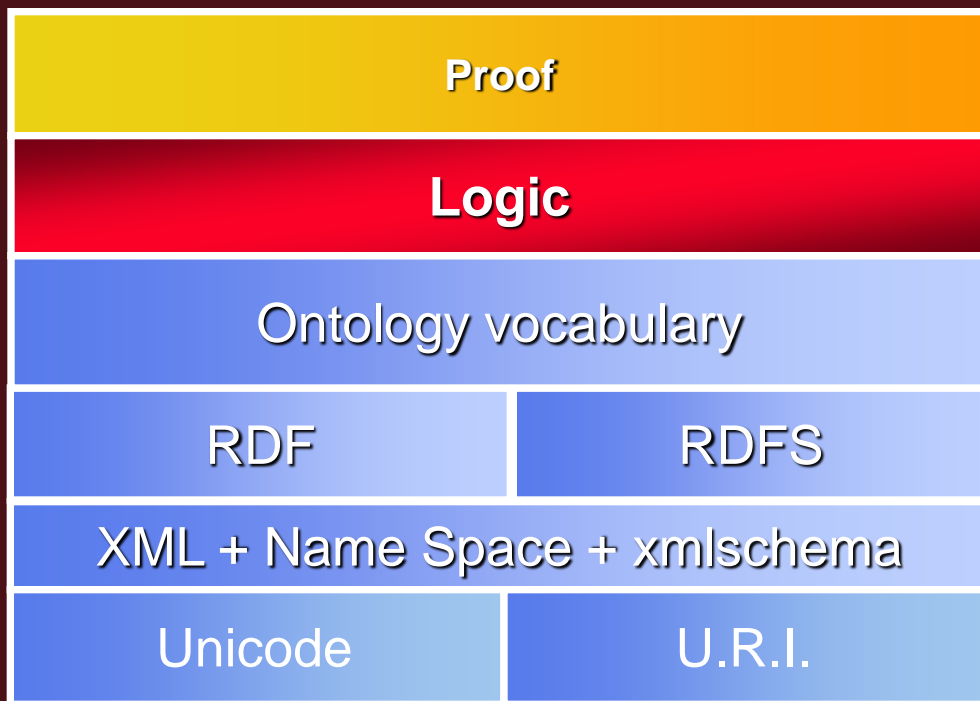 Proof
Logic
Ontology vocabulary
RDF
RDFS
XML + Name Space + xmlschema
Unicode
U.R.I.